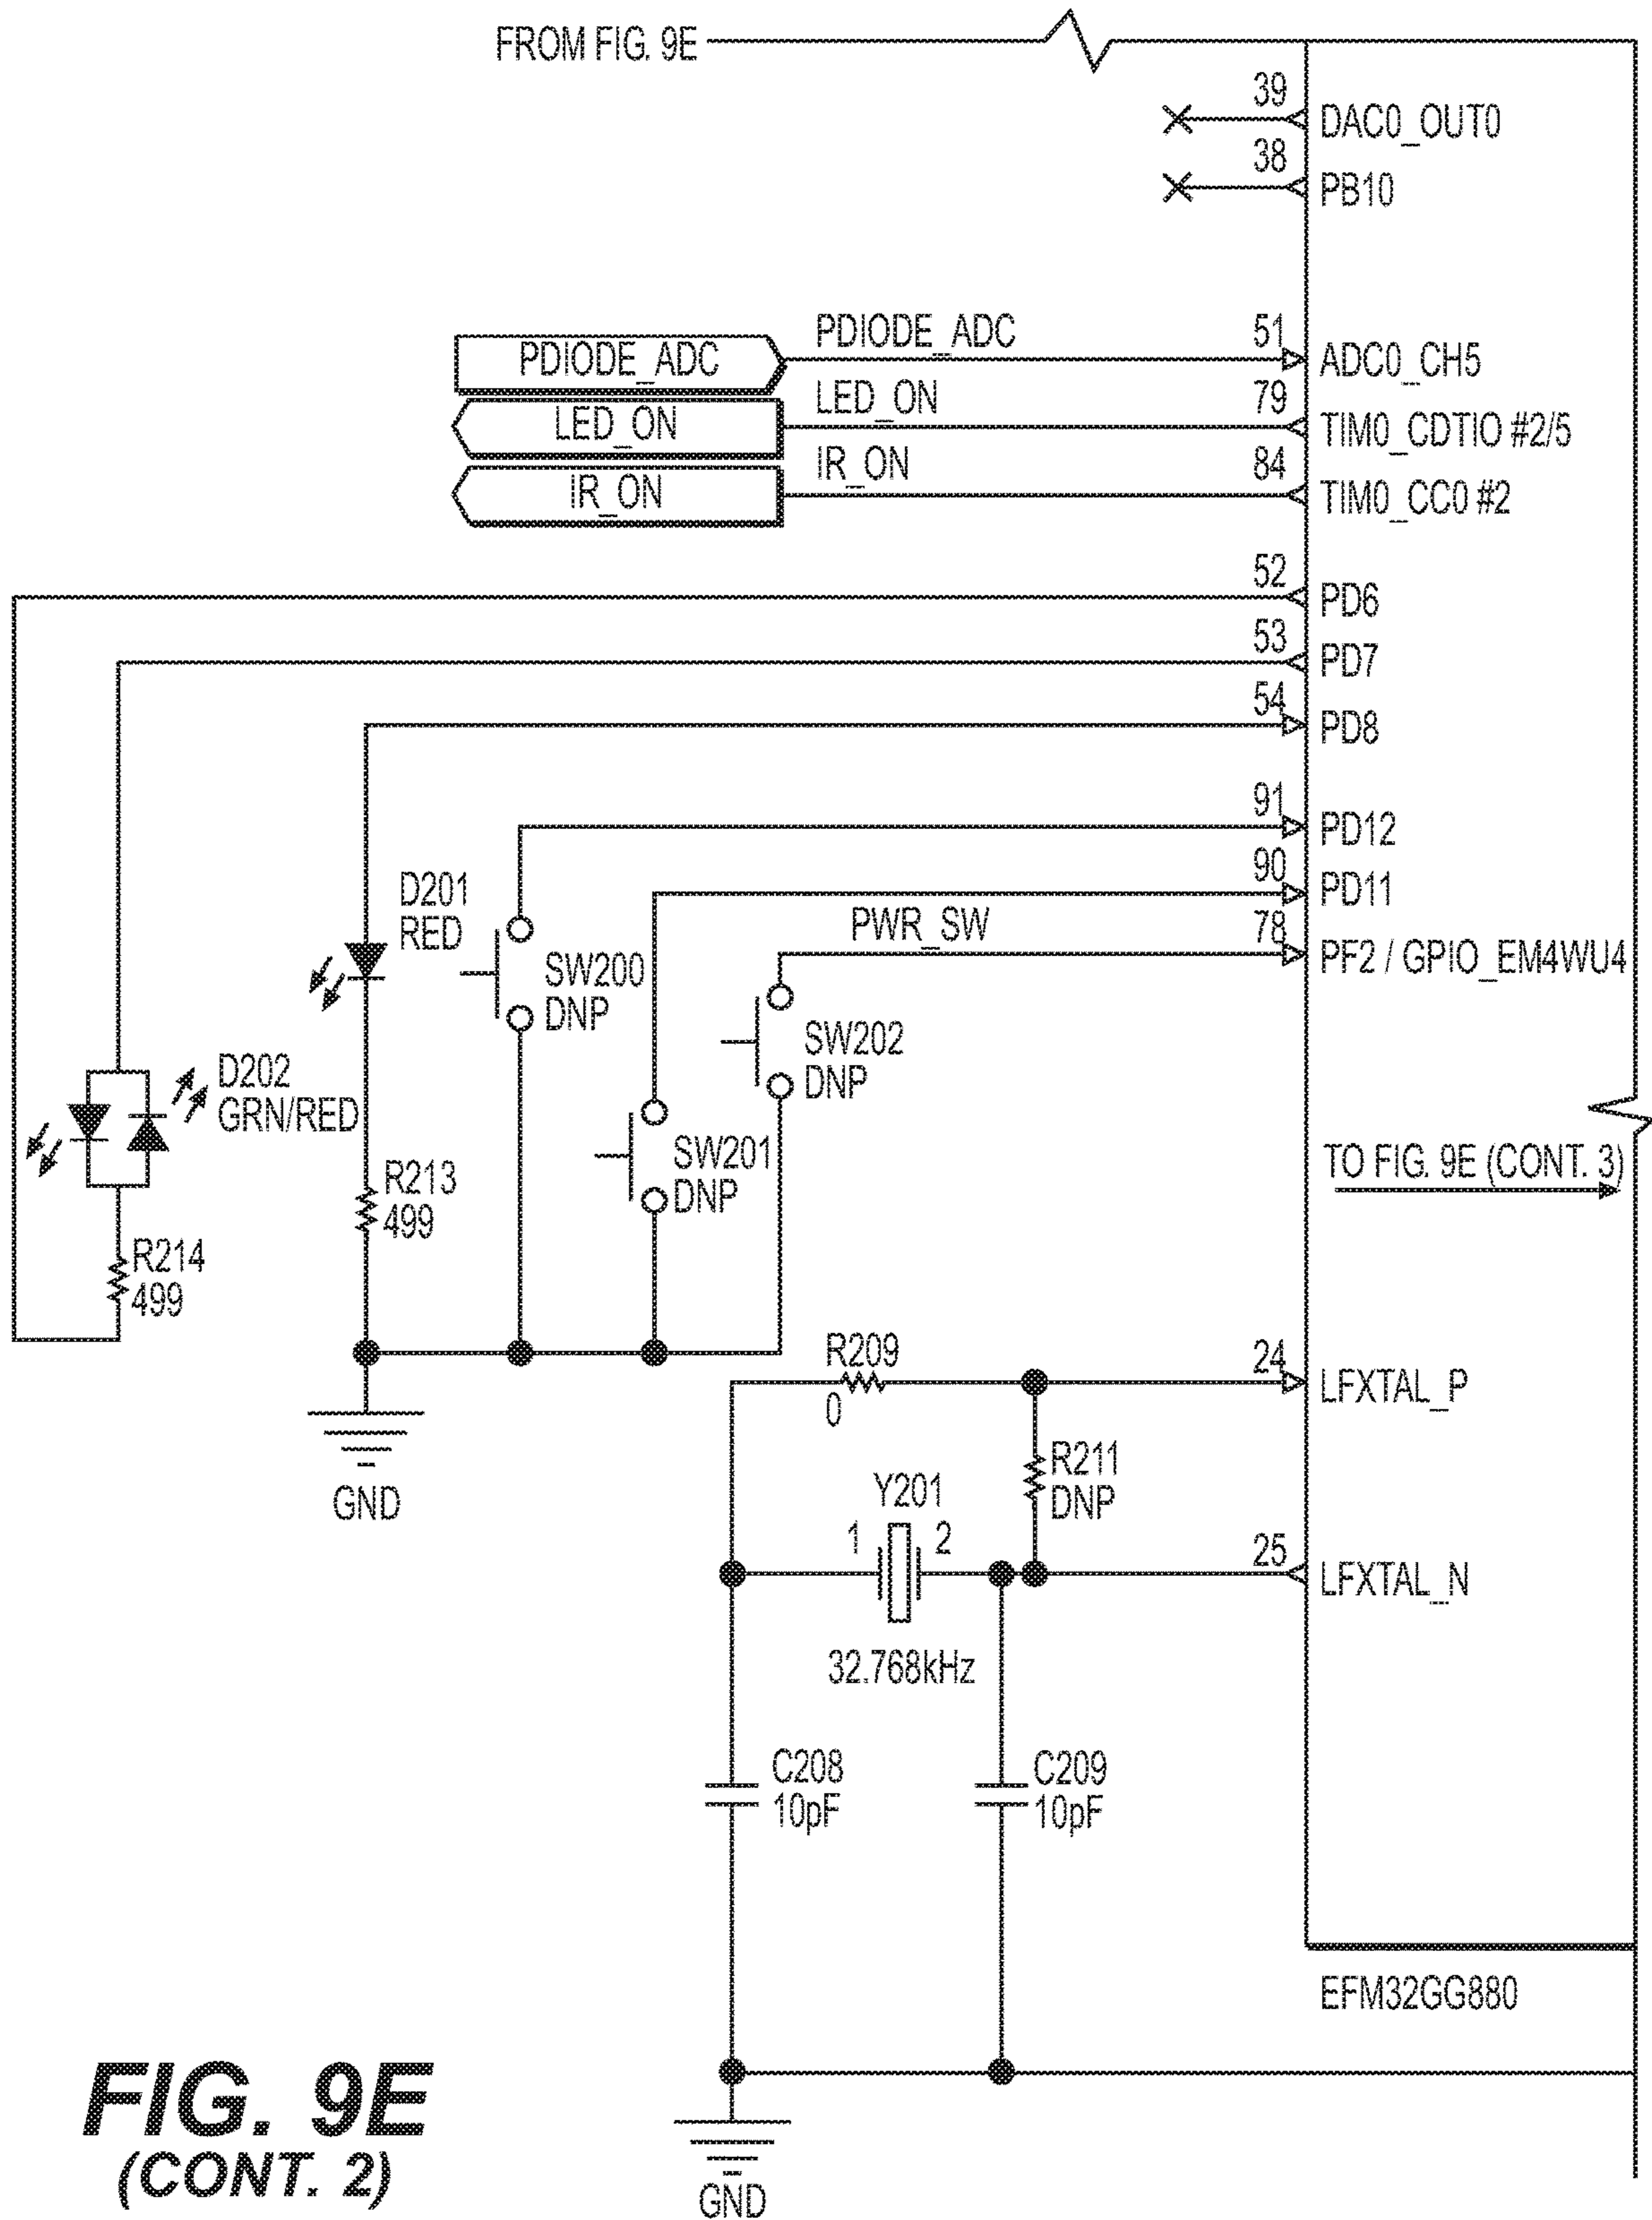 FROM FIG. 9E
39
DAC0_OUT0
38
PB10
PDIODE_ADC
PDIODE_ADC
51
ADC0_CH5
LED_ON
LED_ON
79
TIM0_CDTIO #2/5
IR_ON
IR_ON
84
TIM0_CC0 #2
52
PD6
53
PD7
54
PD8
91
PD12
90
PD11
PWR_SW
78
PF2 / GPIO_EM4WU4
D201
RED
SW200
DNP
SW202
DNP
D202
GRN/RED
SW201
DNP
TO FIG. 9E (CONT. 3)
R213
499
R214
499
GND
R209
0
24
LFXTAL_P
R211
DNP
Y201
1
2
32.768kHz
25
LFXTAL_N
C208
10pF
C209
10pF
EFM32GG880
GND
FIG. 9E
(CONT. 2)